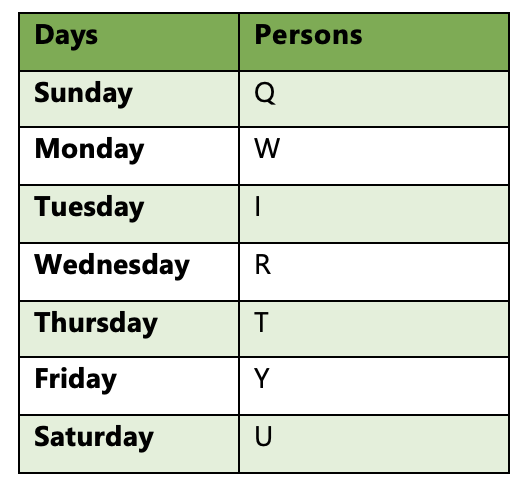 Days Persons
Sunday Q
Monday W
Tuesday I
Wednesday R
Thursday T
Friday Y
Saturday U